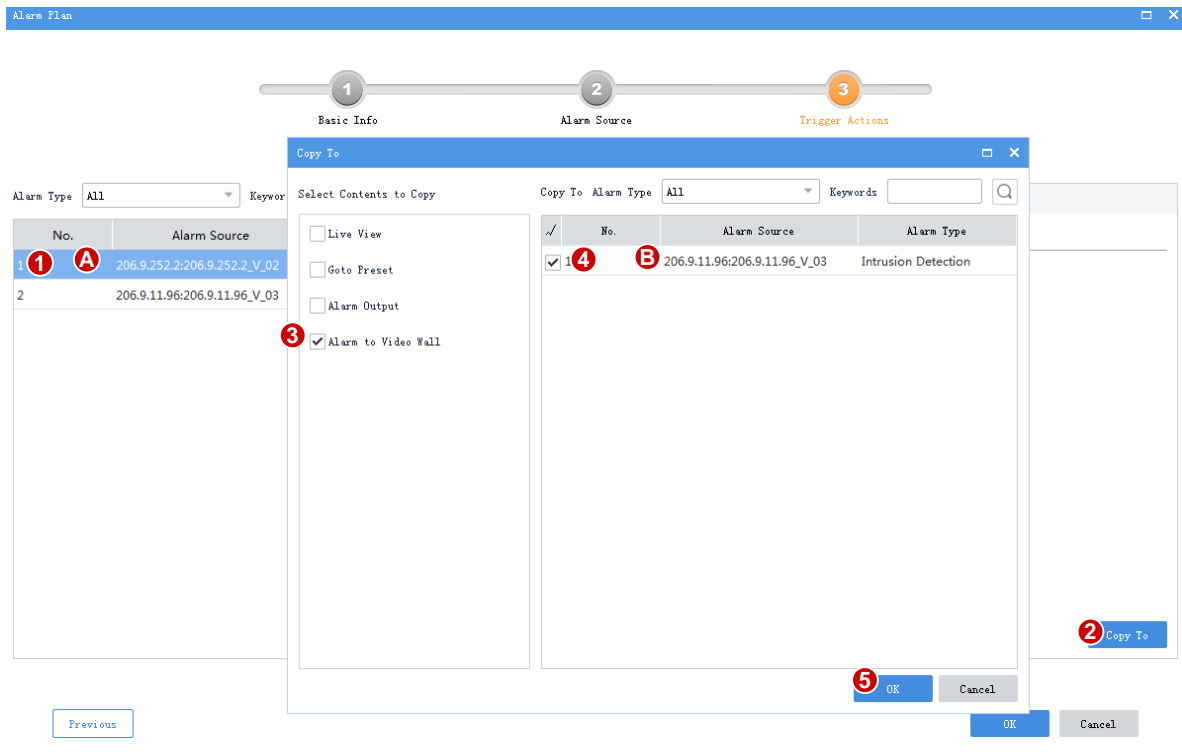 Alarm Plan
1 2 3
Basic Info Alarm Source Trigger Actions
Copy To
Alarm Type All Keywor
Select Contents to Copy
Copy To Alarm Type All Keywords
No. Alarm Source
1 1 A 206.9.252.2:206.9.252.2_V_02
2 206.9.11.96:206.9.11.96_V_03
Live View
Goto Preset
Alarm Output
3 Alarm to Video Wall
No. Alarm Source Alarm Type
1 4 B 206.9.11.96:206.9.11.96_V_03 Intrusion Detection
2 Copy To
5 OK Cancel
Previous OK Cancel